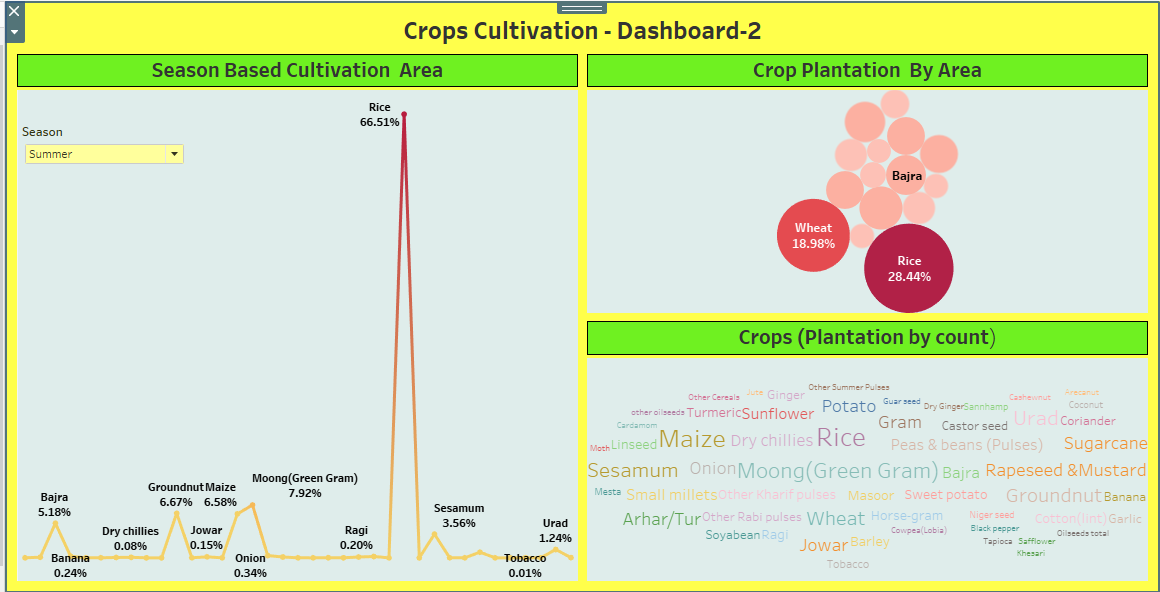 Crops Cultivation - Dashboard-2
Season Based Cultivation Area
Season
Summer
Rice
66.51%
Bajra
5.18%
Banana
0.24%
Dry chillies
0.08%
Groundnut
6.67%
Jowar
0.15%
Maize
6.58%
Onion
0.34%
Moong(Green Gram)
7.92%
Ragi
0.20%
Sesamum
3.56%
Tobacco
0.01%
Urad
1.24%
Crop Plantation By Area
Bajra
Wheat
18.98%
Rice
28.44%
Crops (Plantation by count)
Other Summer Pulses
Other Cereals Jute Ginger Cashewnut Arecanut
other oilseeds Turmeric Sunflower Potato Guar seed Dry Ginger Sannhamp Coconut
Cardamom Gram Castor seed Urad Coriander
Moth Linseed Maize Dry chillies Rice Peas & beans (Pulses) Sugarcane
Sesamum Onion Moong(Green Gram) Bajra Rapeseed &Mustard
Mesta Small millets Other Kharif pulses Masoor Sweet potato Groundnut Banana
Arhar/Tur Other Rabi pulses Wheat Horse-gram Niger seed Cotton(lint) Garlic
Soyabean Ragi Cowpea(Lobia) Black pepper Oilseeds total
Jowar Barley Tapioca Safflower
Khesari
Tobacco